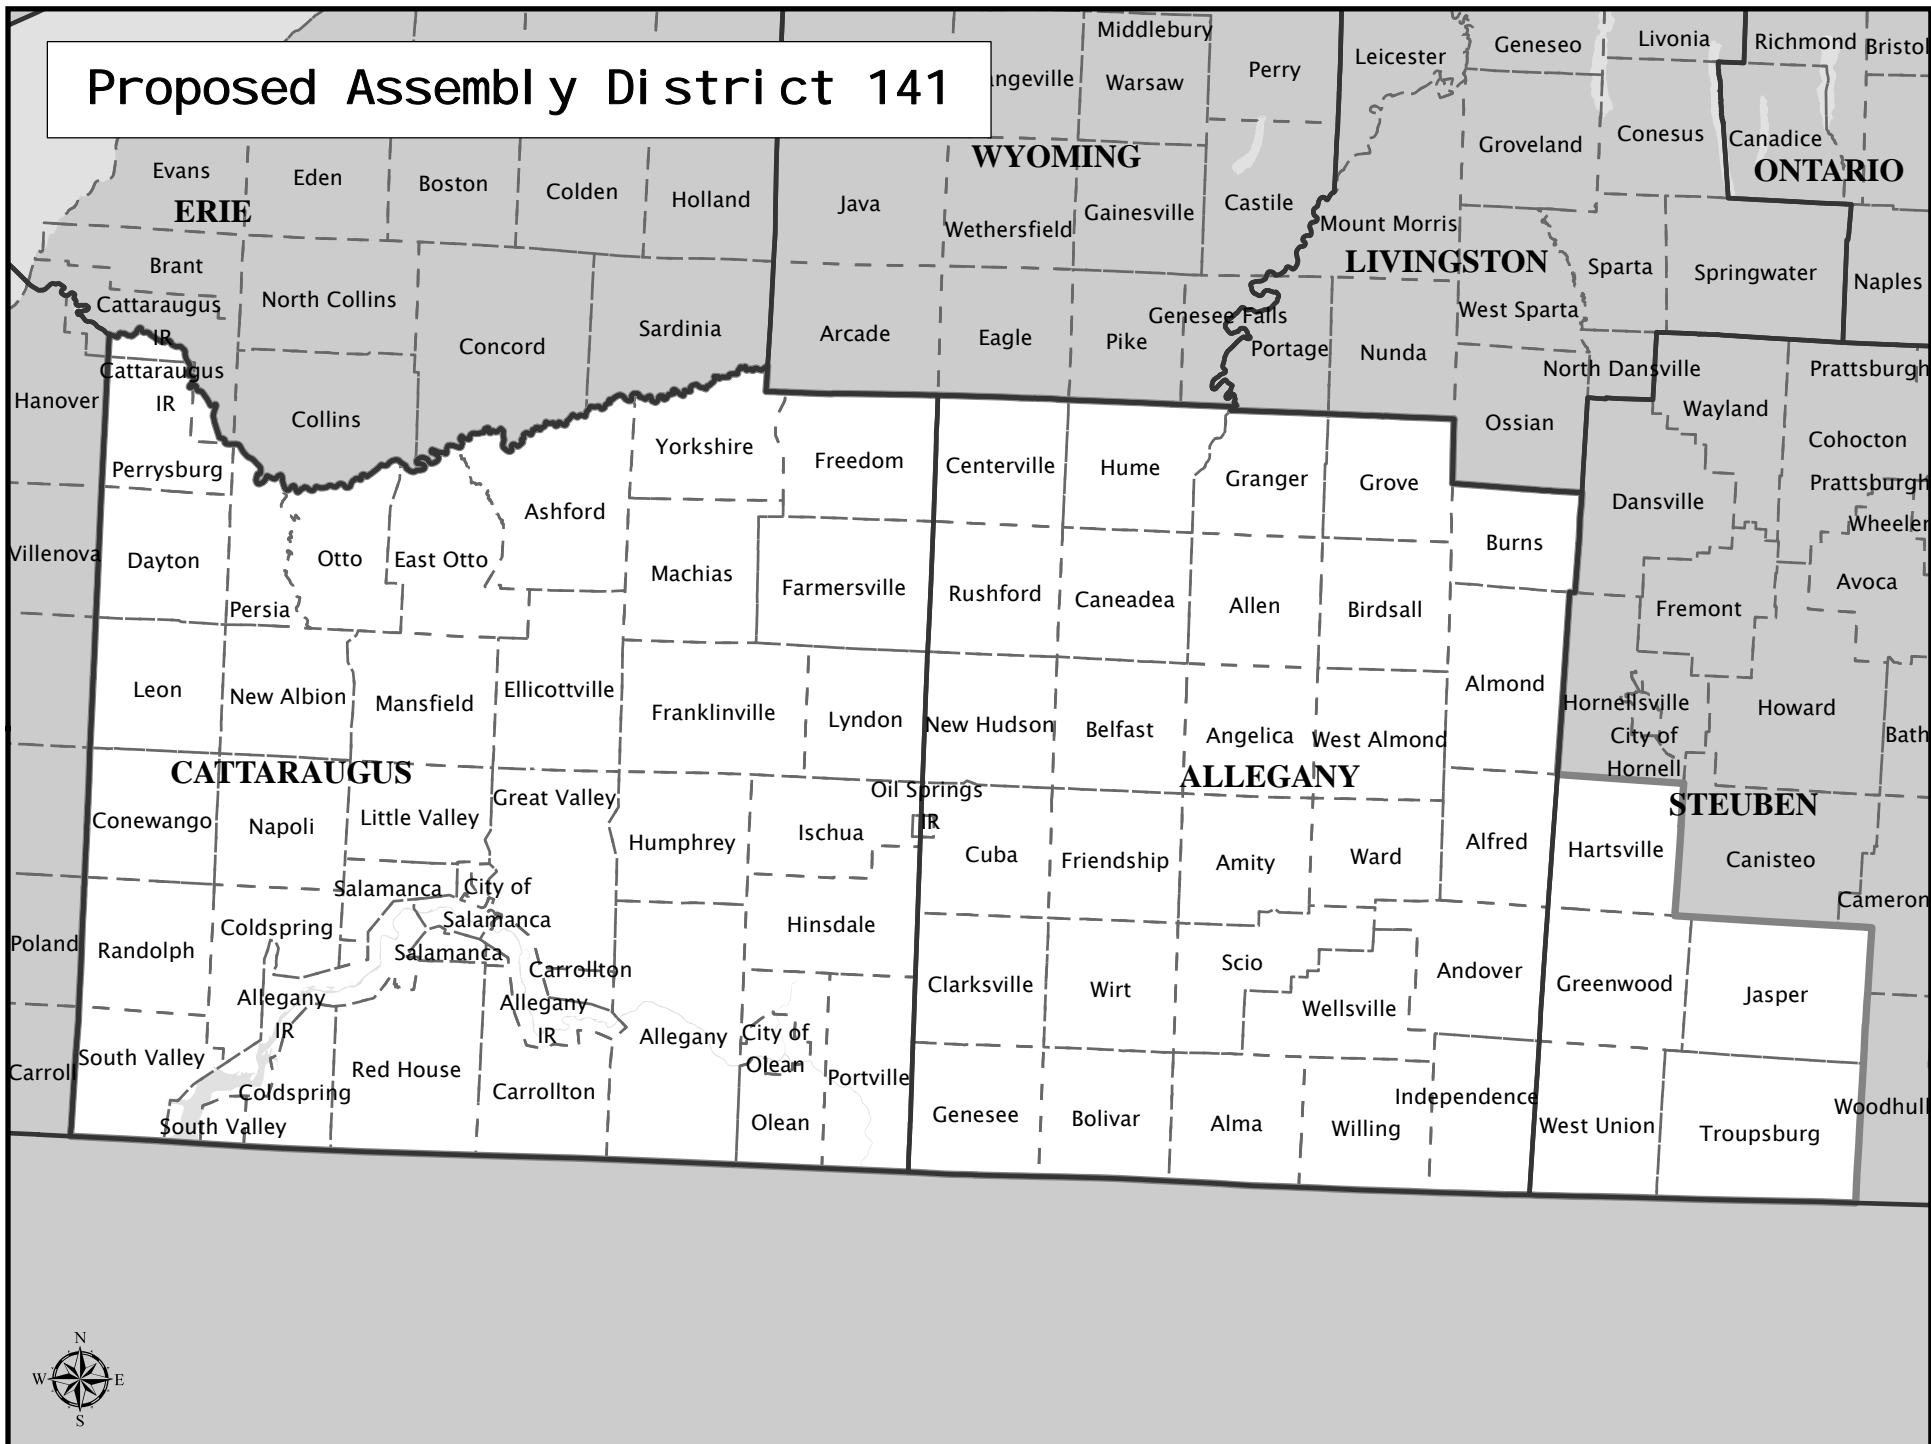 Proposed Assembly District 141
Middlebury
Warsaw
Perry
Leicester
Geneseo
Livonia
Richmond
Bristol
angeville
WYOMING
Groveland
Conesus
Canadice
ONTARIO
Evans
Eden
Boston
Colden
Holland
ERIE
Java
Wethersfield
Gainesville
Castile
Mount Morris
LIVINGSTON
Sparta
Springwater
Naples
Brant
Cattaraugus
IR
North Collins
Concord
Sardinia
Arcade
Eagle
Pike
Genesee Falls
Portage
Nunda
West Sparta
North Dansville
Prattsburgh
Cattaraugus
IR
Hanover
Collins
Ossian
Wayland
Cohocton
Perrysburg
Yorkshire
Freedom
Centerville
Hume
Granger
Grove
Dansville
Prattsburgh
Wheeler
Ashford
Burns
Villenova
Dayton
Otto
East Otto
Machias
Farmersville
Rushford
Caneadea
Allen
Birdsall
Fremont
Avoca
Persia
Leon
New Albion
Mansfield
Ellicottville
Franklinville
Lyndon
New Hudson
Belfast
Angelica
West Almond
Almond
Hornellsville
City of
Hornell
Howard
Bath
CATTARAUGUS
ALLEGANY
STEUBEN
Conewango
Napoli
Little Valley
Great Valley
Humphrey
Ischua
Oil Springs
IR
Cuba
Friendship
Amity
Ward
Alfred
Hartsville
Canisteo
Cameron
Salamanca
City of
Salamanca
Salamanca
Coldspring
Hinsdale
Poland
Randolph
Carrollton
Allegany
IR
Allegany
IR
Clarksville
Wirt
Scio
Wellsville
Andover
Greenwood
Jasper
Allegany
City of
Olean
South Valley
Carroll
Red House
Coldspring
South Valley
Carrollton
Olean
Portville
Genesee
Bolivar
Alma
Willing
Independence
West Union
Troupsburg
Woodhull
N
W
E
S